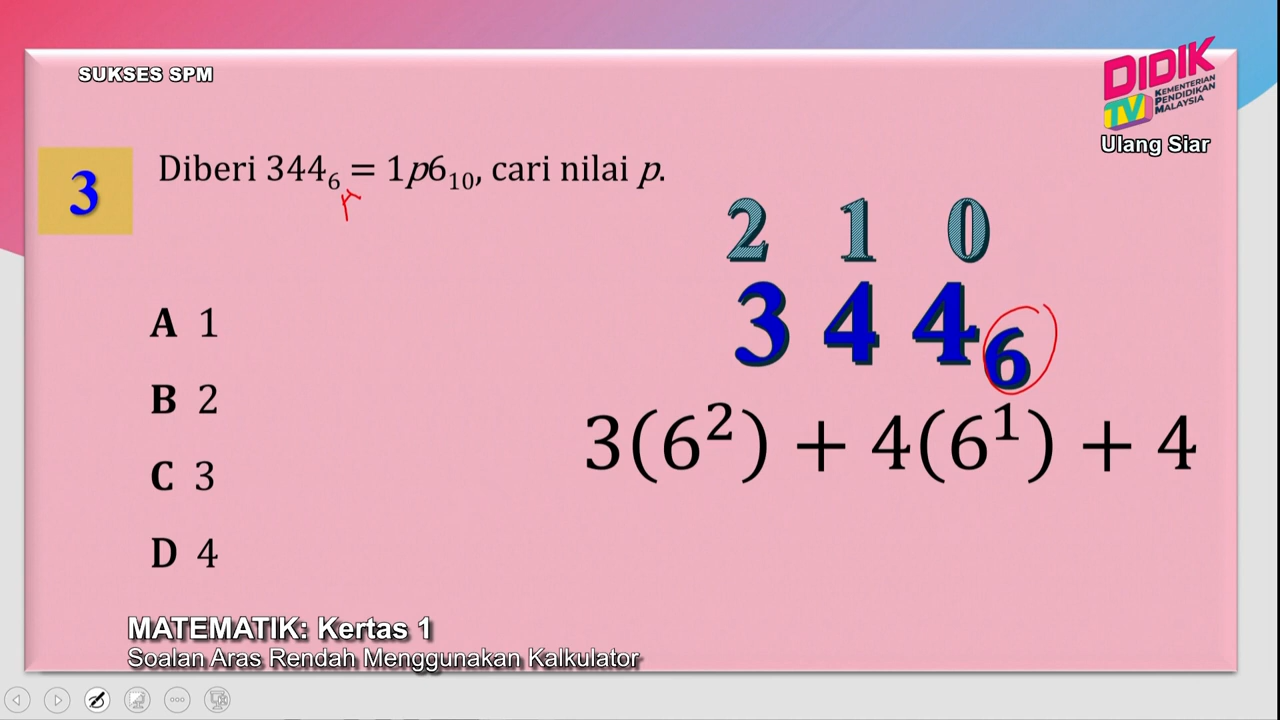 SUKSES SPM
DIDIK
TV
KEMENTERIAN
PENDIDIKAN
MALAYSIA
Ulang Siar
3
Diberi 344₆ = 1p6₁₀, cari nilai p.
2 1 0
3 4 4₆
3(6²) + 4(6¹) + 4
A 1
B 2
C 3
D 4
MATEMATIK: Kertas 1
Soalan Aras Rendah Menggunakan Kalkulator